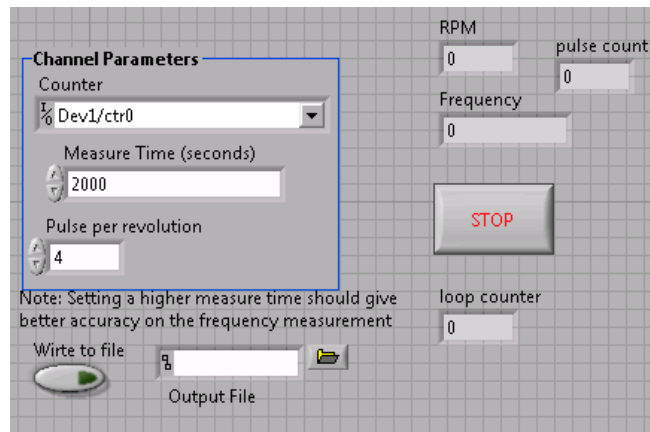 Channel Parameters
Counter
I/O Dev1/ctr0
Measure Time (seconds)
2000
Pulse per revolution
4
Note: Setting a higher measure time should give
better accuracy on the frequency measurement
Wirte to file
Output File
RPM
0
pulse count
0
Frequency
0
STOP
loop counter
0